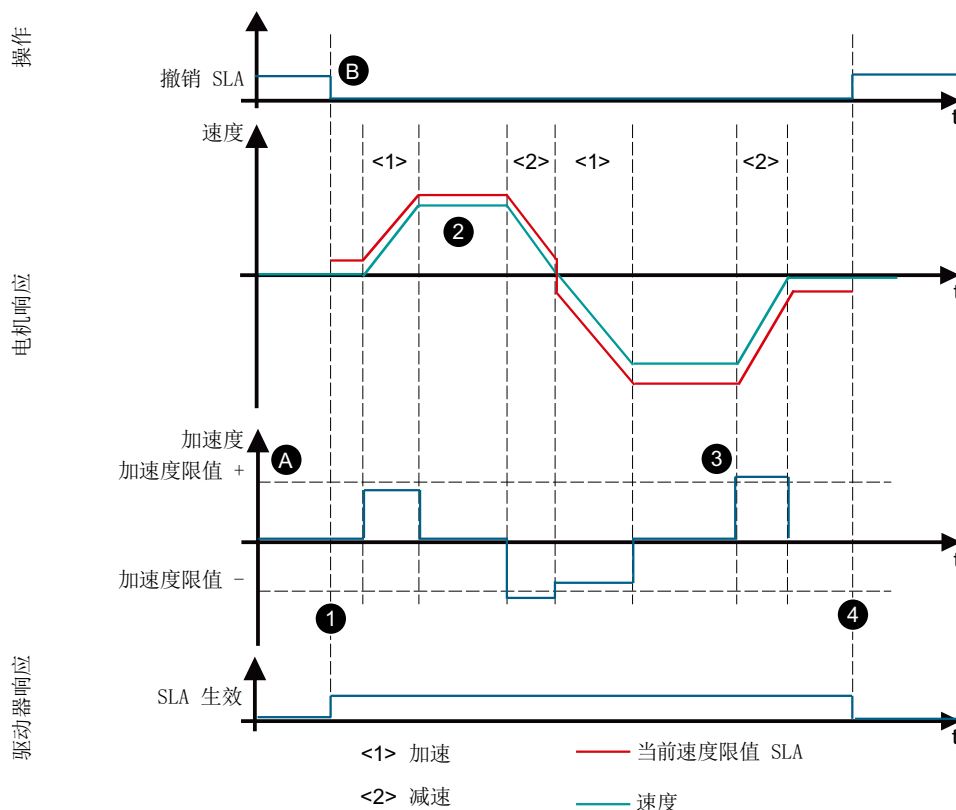 操作
撤销 SLA
B
t
速度
<1>
<2>
<1>
<2>
2
t
电机响应
加速度
A
加速度限值 +
3
t
加速度限值 -
1
4
驱动器响应
SLA 生效
t
<1> 加速
当前速度限值 SLA
<2> 减速
速度